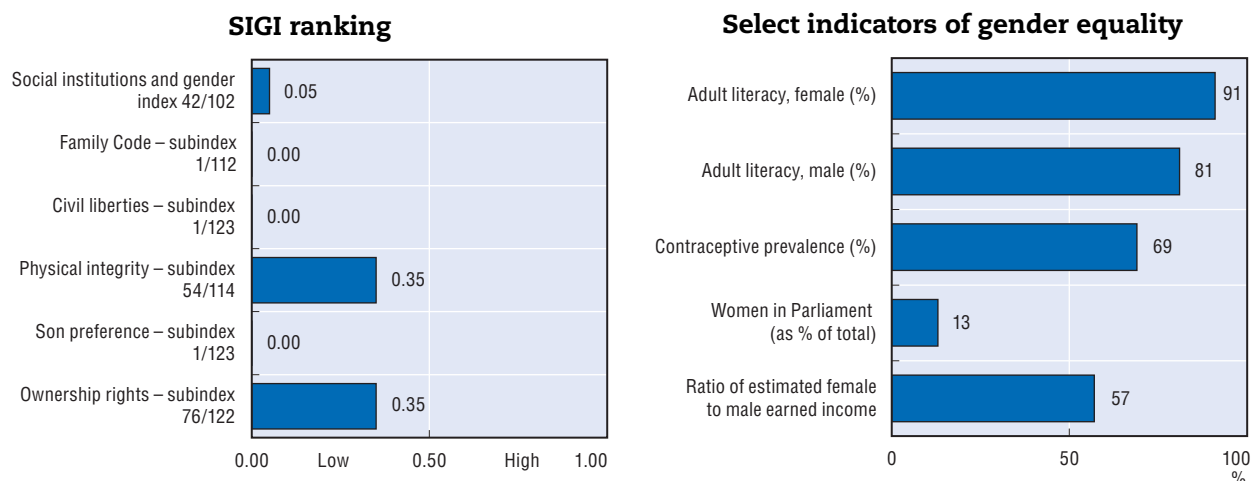 SIGI ranking
Social institutions and gender
index 42/102
0.05
Family Code – subindex
1/112
0.00
Civil liberties – subindex
1/123
0.00
Physical integrity – subindex
54/114
0.35
Son preference – subindex
1/123
0.00
Ownership rights – subindex
76/122
0.35
0.00 Low 0.50 High 1.00
Select indicators of gender equality
Adult literacy, female (%)
91
Adult literacy, male (%)
81
Contraceptive prevalence (%)
69
Women in Parliament
(as % of total)
13
Ratio of estimated female
to male earned income
57
0 50 100
%